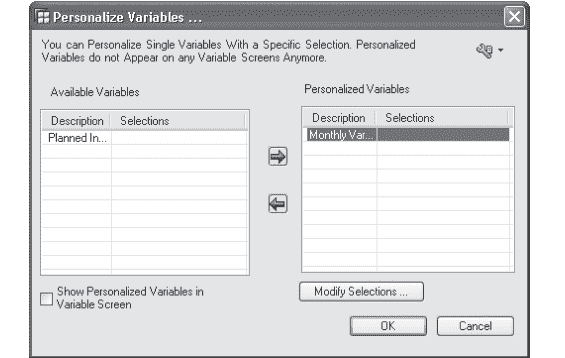 Personalize Variables ...
You can Personalize Single Variables With a Specific Selection. Personalized
Variables do not Appear on any Variable Screens Anymore.
Available Variables
Personalized Variables
Description Selections
Description Selections
Planned In...
Monthly Var...
Show Personalized Variables in
Variable Screen
Modify Selections ...
OK
Cancel